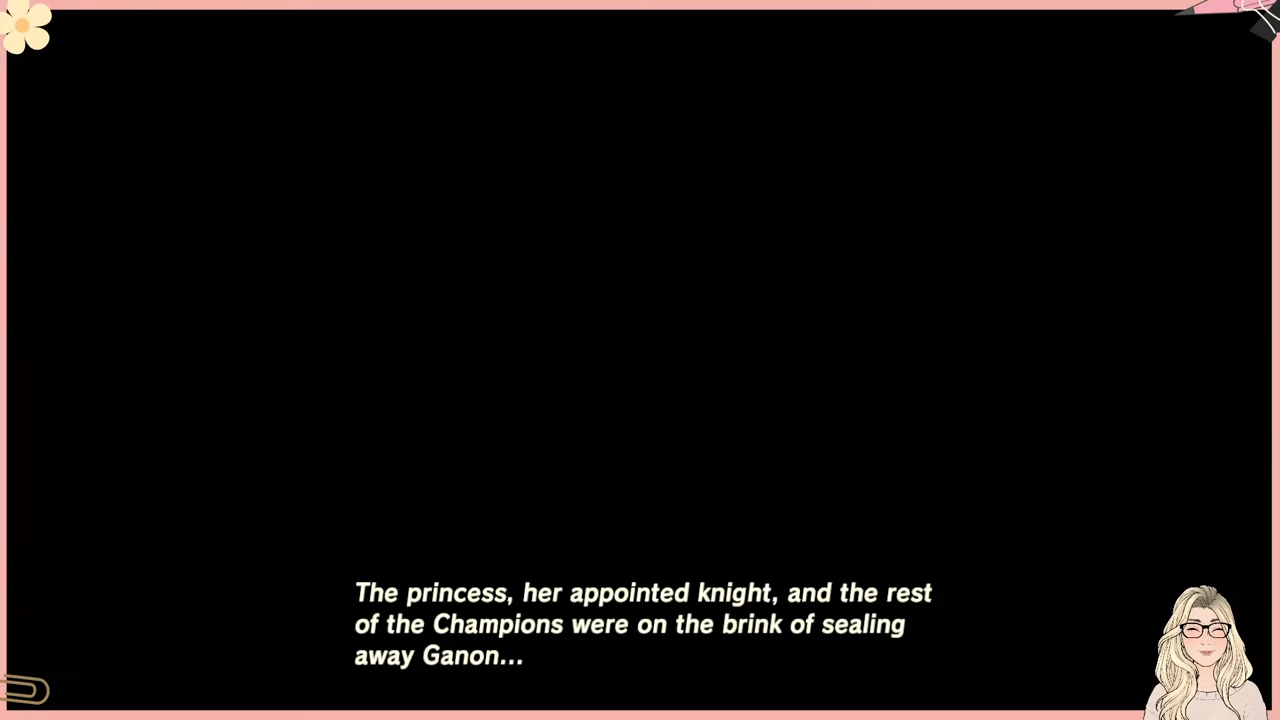 The princess, her appointed knight, and the rest
of the Champions were on the brink of sealing
away Ganon...